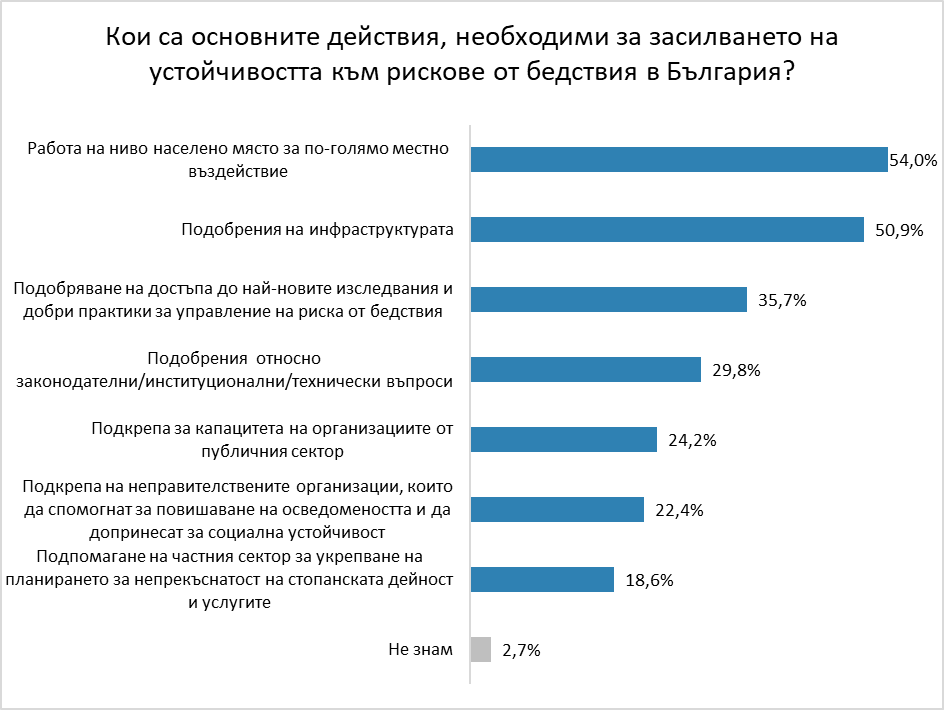 Кои са основните действия, необходими за засилването на
устойчивостта към рискове от бедствия в България?
Работа на ниво населено място за по-голямо местно
въздействие
54,0%
Подобрения на инфраструктурата
50,9%
Подобряване на достъпа до най-новите изследвания и
добри практики за управление на риска от бедствия
35,7%
Подобрения относно
законодателни/институционални/технически въпроси
29,8%
Подкрепа за капацитета на организациите от
публичния сектор
24,2%
Подкрепа на неправителствените организации, които
да спомогнат за повишаване на осведомеността и да
допринесат за социална устойчивост
22,4%
Подпомагане на частния сектор за укрепване на
планирането за непрекъснатост на стопанската дейност
и услугите
18,6%
Не знам
2,7%